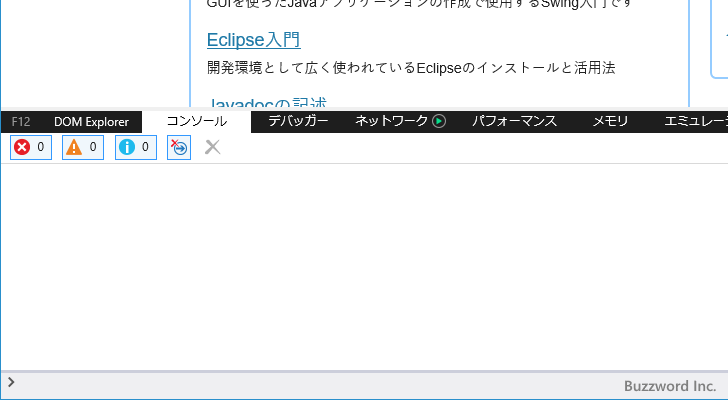 GUIを使ったJavaアプリケーションの作成で使用するSwing入門です
Eclipse入門
開発環境として広く使われているEclipseのインストールと活用法
Javadocの記述
F12 DOM Explorer コンソール デバッガー ネットワーク パフォーマンス メモリ エミュレー
0 0 0
Buzzword Inc.